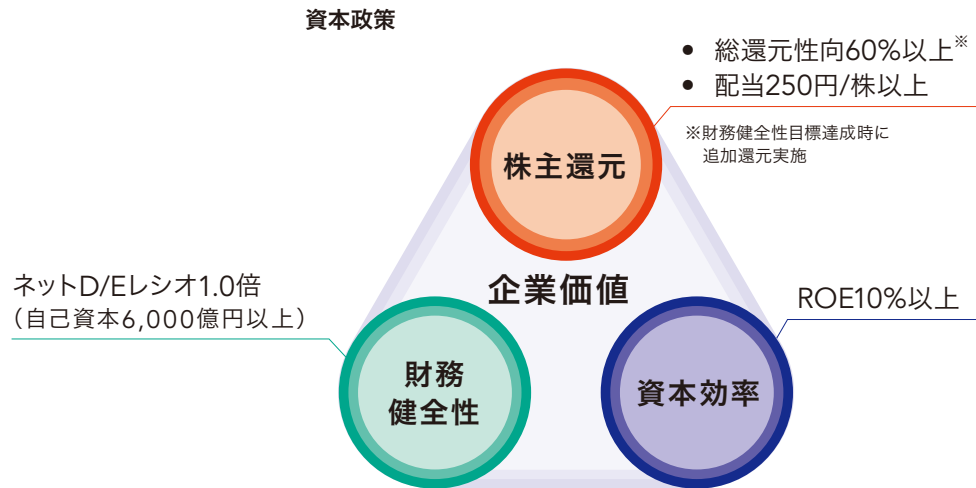 資本政策
● 総還元性向60%以上※
● 配当250円/株以上
※財務健全性目標達成時に
追加還元実施
株主還元
企業価値
ネットD/Eレシオ1.0倍
（自己資本6,000億円以上）
ROE10%以上
財務
健全性
資本効率